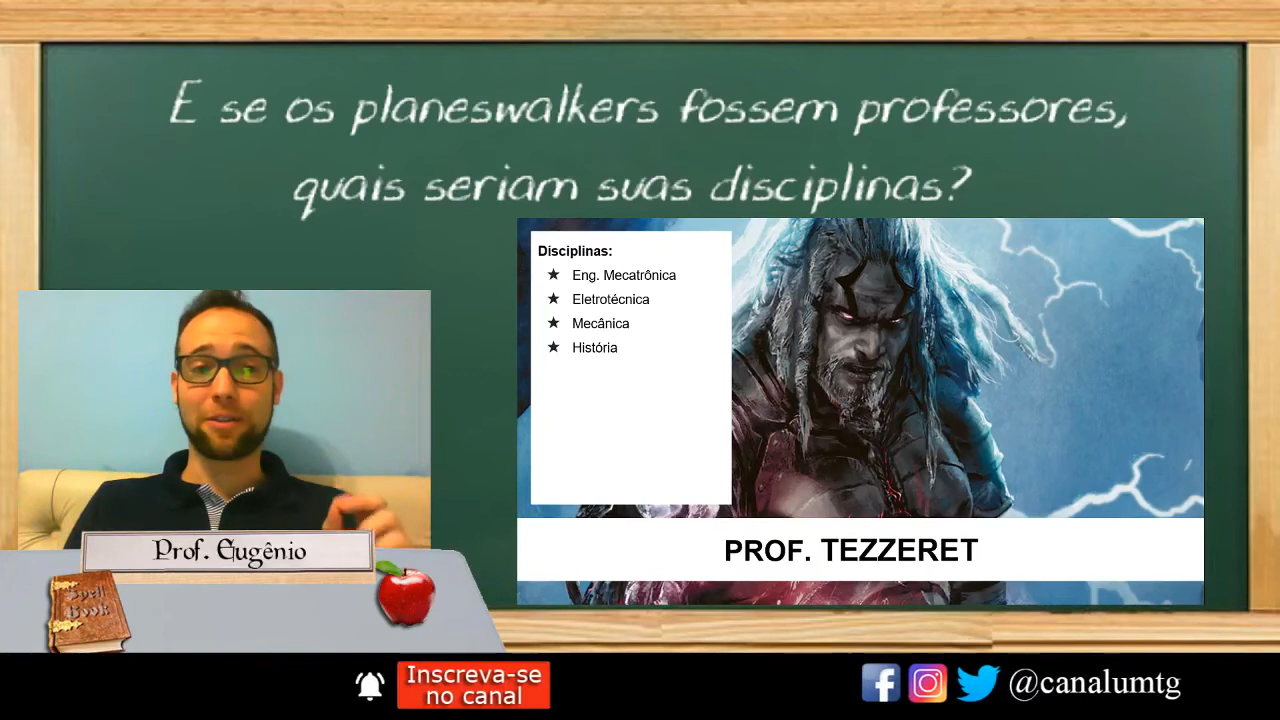 E se os planeswalkers fossem professores,
quais seriam suas disciplinas?
Disciplinas:
★ Eng. Mecatrônica
★ Eletrotécnica
★ Mecânica
★ História
PROF. TEZZERET
Prof. Eugênio
Spell
Book
Inscreva-se
no canal
@canalumtg